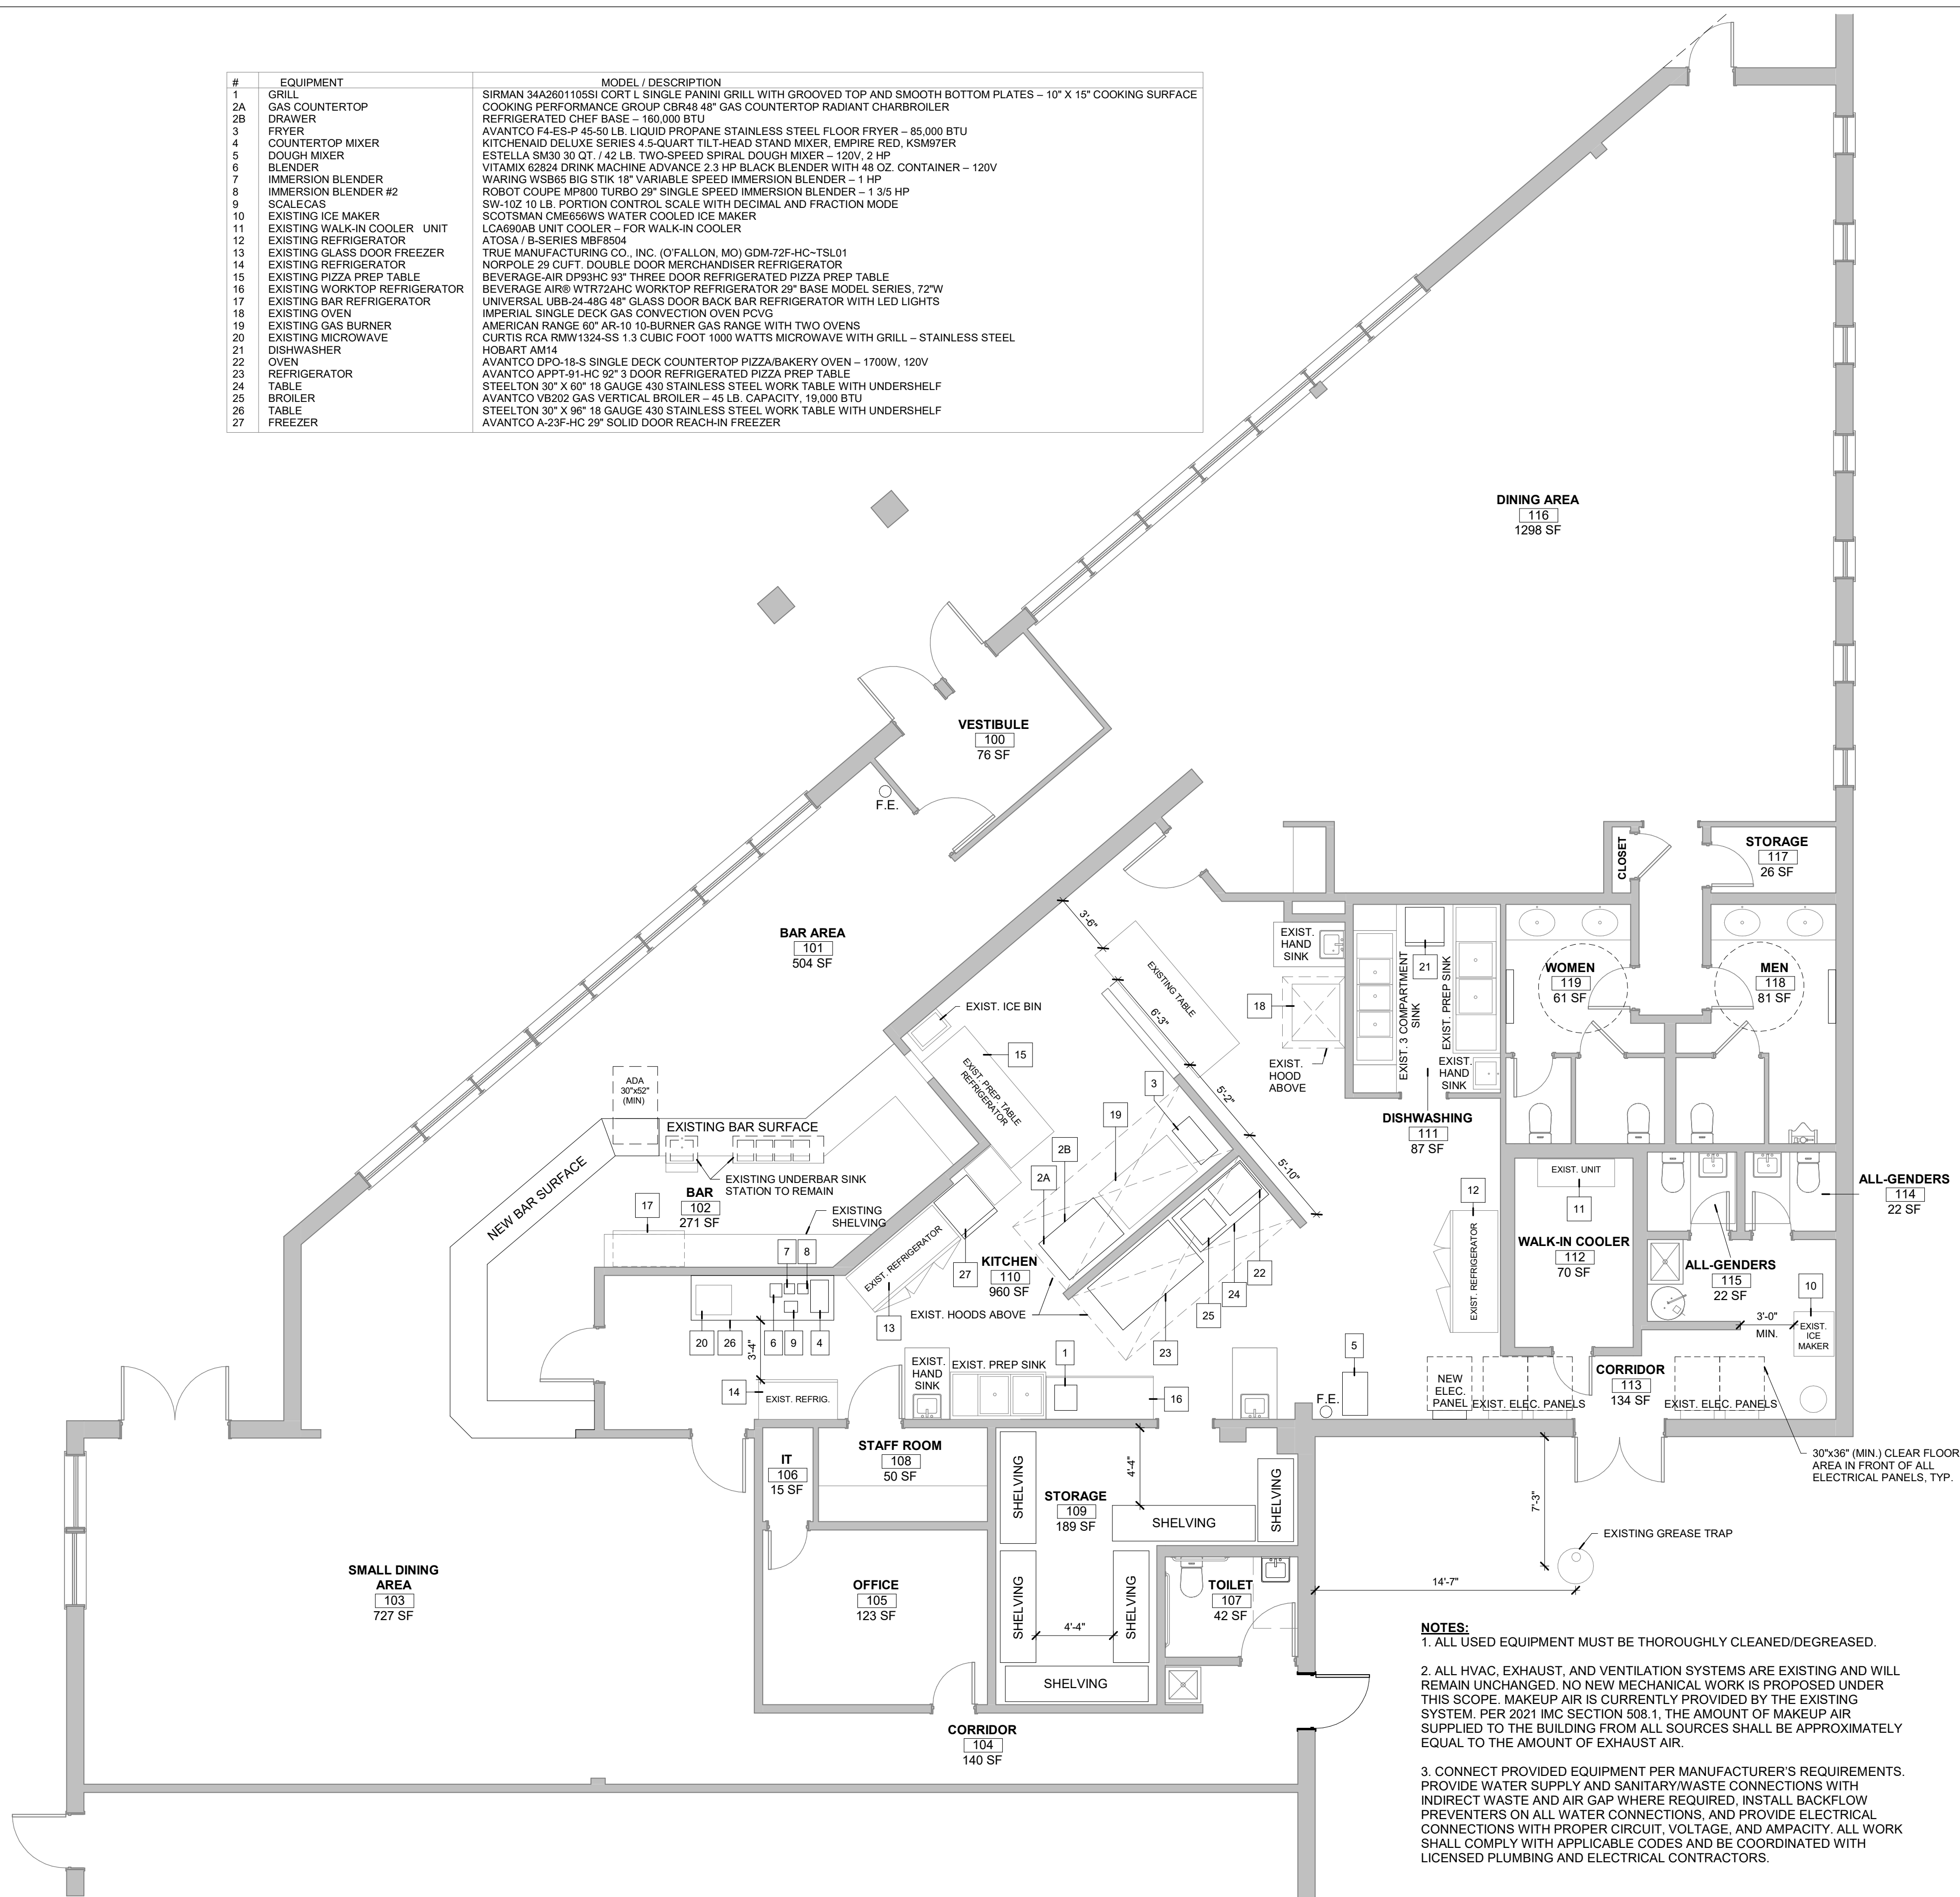 # EQUIPMENT MODEL / DESCRIPTION
1 GRILL SIRMAN 34A2601105SI CORT L SINGLE PANINI GRILL WITH GROOVED TOP AND SMOOTH BOTTOM PLATES – 10" X 15" COOKING SURFACE
2A GAS COUNTERTOP COOKING PERFORMANCE GROUP CBR48 48" GAS COUNTERTOP RADIANT CHARBROILER
2B DRAWER REFRIGERATED CHEF BASE – 160,000 BTU
3 FRYER AVANTCO F4-ES-P 45-50 LB. LIQUID PROPANE STAINLESS STEEL FLOOR FRYER – 85,000 BTU
4 COUNTERTOP MIXER KITCHENAID DELUXE SERIES 4.5-QUART TILT-HEAD STAND MIXER, EMPIRE RED, KSM97ER
5 DOUGH MIXER ESTELLA SM30 30 QT. / 42 LB. TWO-SPEED SPIRAL DOUGH MIXER – 120V, 2 HP
6 BLENDER VITAMIX 62824 DRINK MACHINE ADVANCE 2.3 HP BLACK BLENDER WITH 48 OZ. CONTAINER – 120V
7 IMMERSION BLENDER WARING WSB65 BIG STIK 18" VARIABLE SPEED IMMERSION BLENDER – 1 HP
8 IMMERSION BLENDER #2 ROBOT COUPE MP800 TURBO 29" SINGLE SPEED IMMERSION BLENDER – 1 3/5 HP
9 SCALECAS SW-10Z 10 LB. PORTION CONTROL SCALE WITH DECIMAL AND FRACTION MODE
10 EXISTING ICE MAKER SCOTSMAN CME656WS WATER COOLED ICE MAKER
11 EXISTING WALK-IN COOLER UNIT LCA690AB UNIT COOLER – FOR WALK-IN COOLER
12 EXISTING REFRIGERATOR ATOSA / B-SERIES MBF8504
13 EXISTING GLASS DOOR FREEZER TRUE MANUFACTURING CO., INC. (O'FALLON, MO) GDM-72F-HC~TSL01
14 EXISTING REFRIGERATOR NORPOLE 29 CUFT. DOUBLE DOOR MERCHANDISER REFRIGERATOR
15 EXISTING PIZZA PREP TABLE BEVERAGE-AIR DP93HC 93" THREE DOOR REFRIGERATED PIZZA PREP TABLE
16 EXISTING WORKTOP REFRIGERATOR BEVERAGE AIR® WTR72AHC WORKTOP REFRIGERATOR 29" BASE MODEL SERIES, 72"W
17 EXISTING BAR REFRIGERATOR UNIVERSAL UBB-24-48G 48" GLASS DOOR BACK BAR REFRIGERATOR WITH LED LIGHTS
18 EXISTING OVEN IMPERIAL SINGLE DECK GAS CONVECTION OVEN PCVG
19 EXISTING GAS BURNER AMERICAN RANGE 60" AR-10 10-BURNER GAS RANGE WITH TWO OVENS
20 EXISTING MICROWAVE CURTIS RCA RMW1324-SS 1.3 CUBIC FOOT 1000 WATTS MICROWAVE WITH GRILL – STAINLESS STEEL
21 DISHWASHER HOBART AM14
22 OVEN AVANTCO DPO-18-S SINGLE DECK COUNTERTOP PIZZA/BAKERY OVEN – 1700W, 120V
23 REFRIGERATOR AVANTCO APPT-91-HC 92" 3 DOOR REFRIGERATED PIZZA PREP TABLE
24 TABLE STEELTON 30" X 60" 18 GAUGE 430 STAINLESS STEEL WORK TABLE WITH UNDERSHELF
25 BROILER AVANTCO VB202 GAS VERTICAL BROILER – 45 LB. CAPACITY, 19,000 BTU
26 TABLE STEELTON 30" X 96" 18 GAUGE 430 STAINLESS STEEL WORK TABLE WITH UNDERSHELF
27 FREEZER AVANTCO A-23F-HC 29" SOLID DOOR REACH-IN FREEZER
DINING AREA
116
1298 SF
VESTIBULE
100
76 SF
F.E.
CLOSET
STORAGE
117
26 SF
BAR AREA
101
504 SF
3'-6"
EXISTING TABLE
6'-3"
5'-2"
5'-10"
EXIST.
HAND
SINK
18
EXIST.
HOOD
ABOVE
EXIST. 3 COMPARTMENT
SINK
21
EXIST. PREP SINK
EXIST.
HAND
SINK
WOMEN
119
61 SF
MEN
118
81 SF
EXIST. ICE BIN
15
EXIST. PREP. TABLE
REFRIGERATOR
3
19
2B
2A
ADA
30"x52"
(MIN)
EXISTING BAR SURFACE
NEW BAR SURFACE
EXISTING UNDERBAR SINK
STATION TO REMAIN
BAR
102
271 SF
17
EXISTING
SHELVING
DISHWASHING
111
87 SF
EXIST. UNIT
11
WALK-IN COOLER
112
70 SF
12
EXIST. REFRIGERATOR
ALL-GENDERS
114
22 SF
ALL-GENDERS
115
22 SF
10
3'-0"
MIN.
EXIST.
ICE
MAKER
7
8
EXIST. REFRIGERATOR
27
KITCHEN
110
960 SF
EXIST. HOODS ABOVE
13
22
24
25
23
20
26
6
9
4
3'-4"
14
EXIST. REFRIG.
EXIST.
HAND
SINK
EXIST. PREP SINK
1
16
5
F.E.
NEW
ELEC.
PANEL
EXIST. ELEC. PANELS
CORRIDOR
113
134 SF
EXIST. ELEC. PANELS
30"x36" (MIN.) CLEAR FLOOR
AREA IN FRONT OF ALL
ELECTRICAL PANELS, TYP.
IT
106
15 SF
STAFF ROOM
108
50 SF
SHELVING
STORAGE
109
189 SF
4'-4"
SHELVING
SHELVING
7'-3"
EXISTING GREASE TRAP
14'-7"
SMALL DINING
AREA
103
727 SF
OFFICE
105
123 SF
SHELVING
4'-4"
SHELVING
SHELVING
TOILET
107
42 SF
CORRIDOR
104
140 SF
NOTES:
1. ALL USED EQUIPMENT MUST BE THOROUGHLY CLEANED/DEGREASED.
2. ALL HVAC, EXHAUST, AND VENTILATION SYSTEMS ARE EXISTING AND WILL
REMAIN UNCHANGED. NO NEW MECHANICAL WORK IS PROPOSED UNDER
THIS SCOPE. MAKEUP AIR IS CURRENTLY PROVIDED BY THE EXISTING
SYSTEM. PER 2021 IMC SECTION 508.1, THE AMOUNT OF MAKEUP AIR
SUPPLIED TO THE BUILDING FROM ALL SOURCES SHALL BE APPROXIMATELY
EQUAL TO THE AMOUNT OF EXHAUST AIR.
3. CONNECT PROVIDED EQUIPMENT PER MANUFACTURER'S REQUIREMENTS.
PROVIDE WATER SUPPLY AND SANITARY/WASTE CONNECTIONS WITH
INDIRECT WASTE AND AIR GAP WHERE REQUIRED, INSTALL BACKFLOW
PREVENTERS ON ALL WATER CONNECTIONS, AND PROVIDE ELECTRICAL
CONNECTIONS WITH PROPER CIRCUIT, VOLTAGE, AND AMPACITY. ALL WORK
SHALL COMPLY WITH APPLICABLE CODES AND BE COORDINATED WITH
LICENSED PLUMBING AND ELECTRICAL CONTRACTORS.